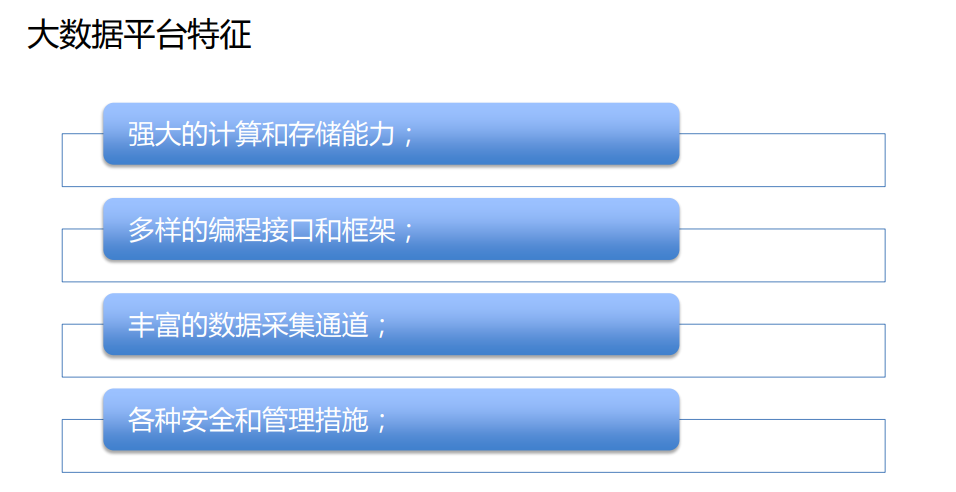 大数据平台特征
强大的计算和存储能力；
多样的编程接口和框架；
丰富的数据采集通道；
各种安全和管理措施；